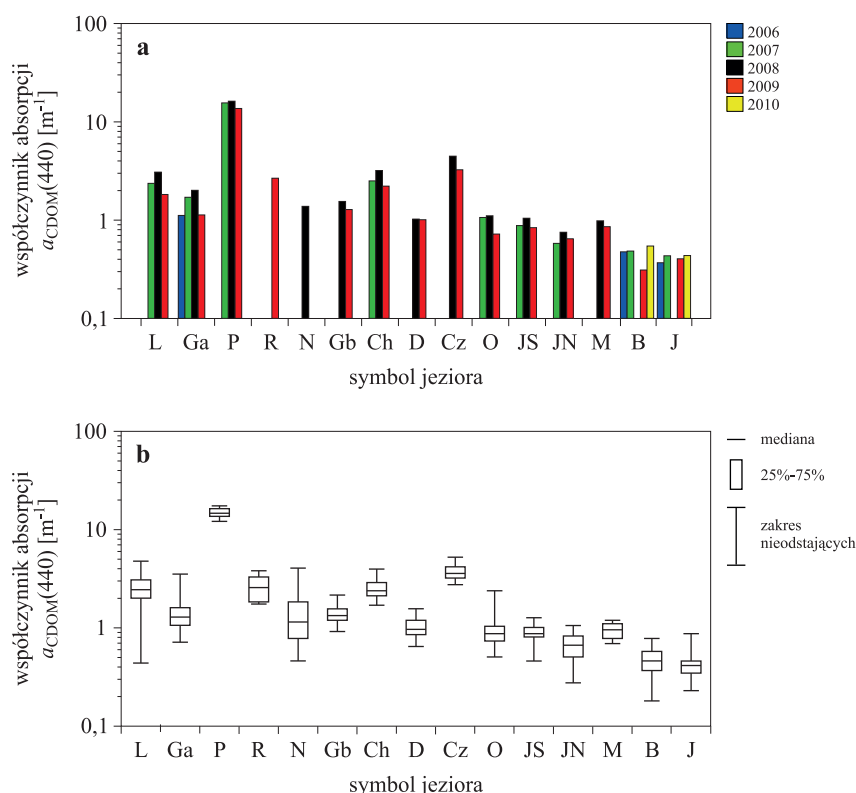 a
100
10
1
0,1
współczynnik absorpcji
aCDOM(440) [m-1]
2006
2007
2008
2009
2010
L Ga P R N Gb Ch D Cz O JS JN M B J
symbol jeziora
b
100
10
1
0,1
współczynnik absorpcji
aCDOM(440) [m-1]
mediana
25%-75%
zakres
nieodstających
L Ga P R N Gb Ch D Cz O JS JN M B J
symbol jeziora